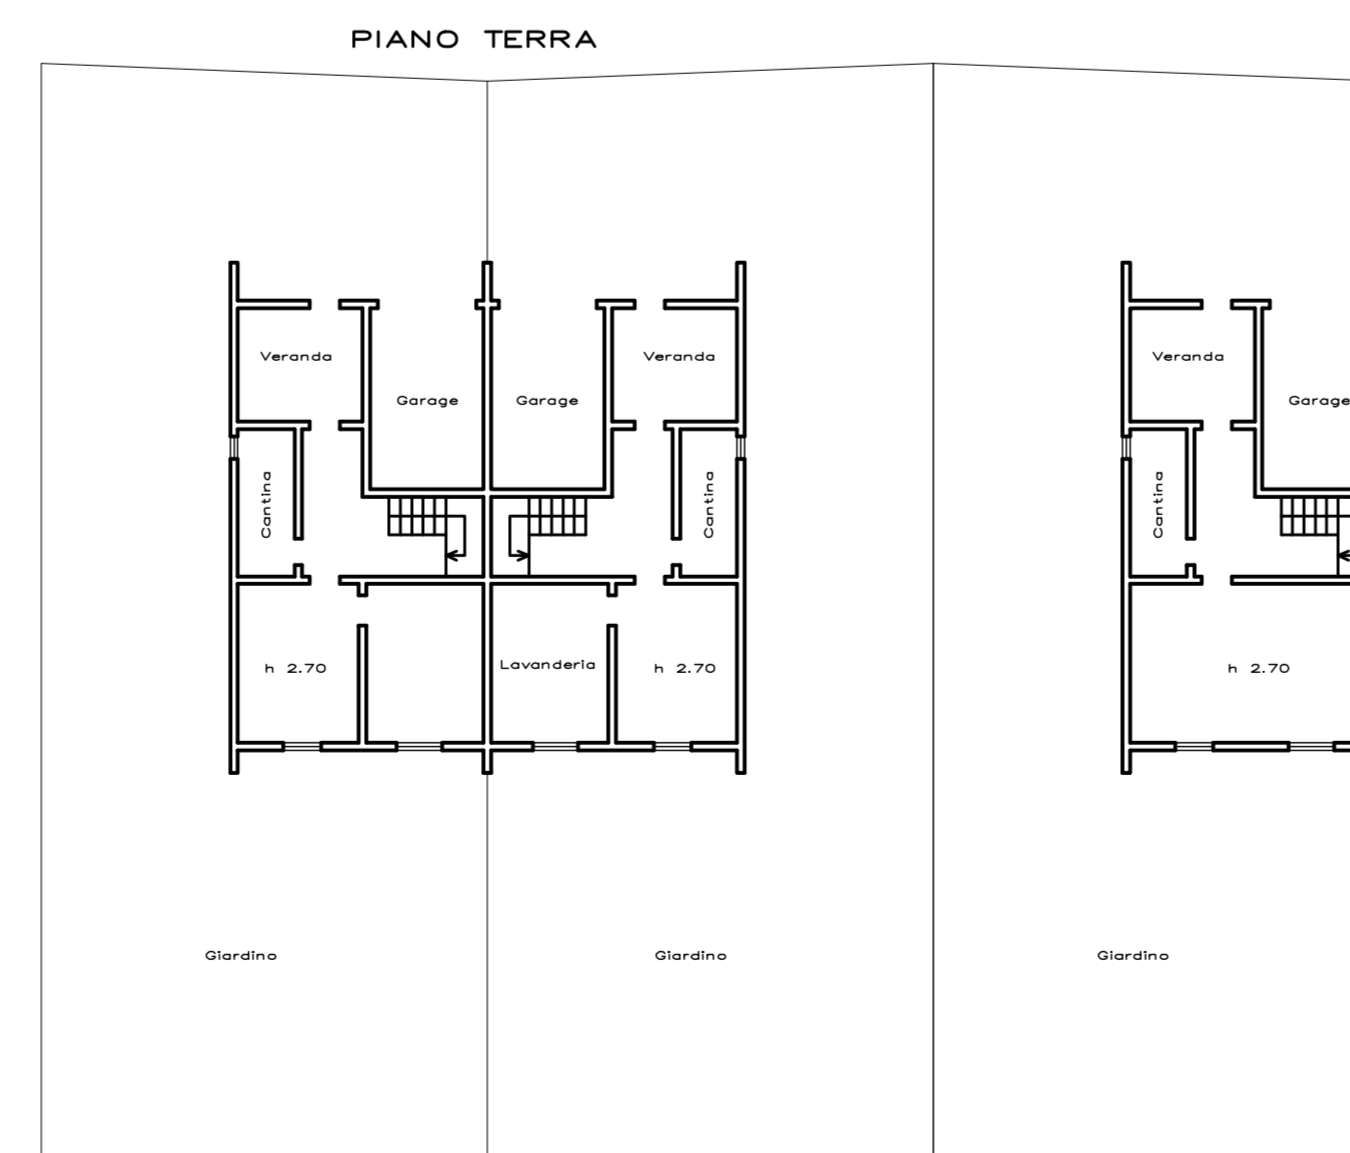 PIANO TERRA
Veranda
Veranda
Veranda
Garage
Garage
Garage
Cantina
Cantina
Cantina
Lavanderia
h 2.70
h 2.70
h 2.70
Giardino
Giardino
Giardino